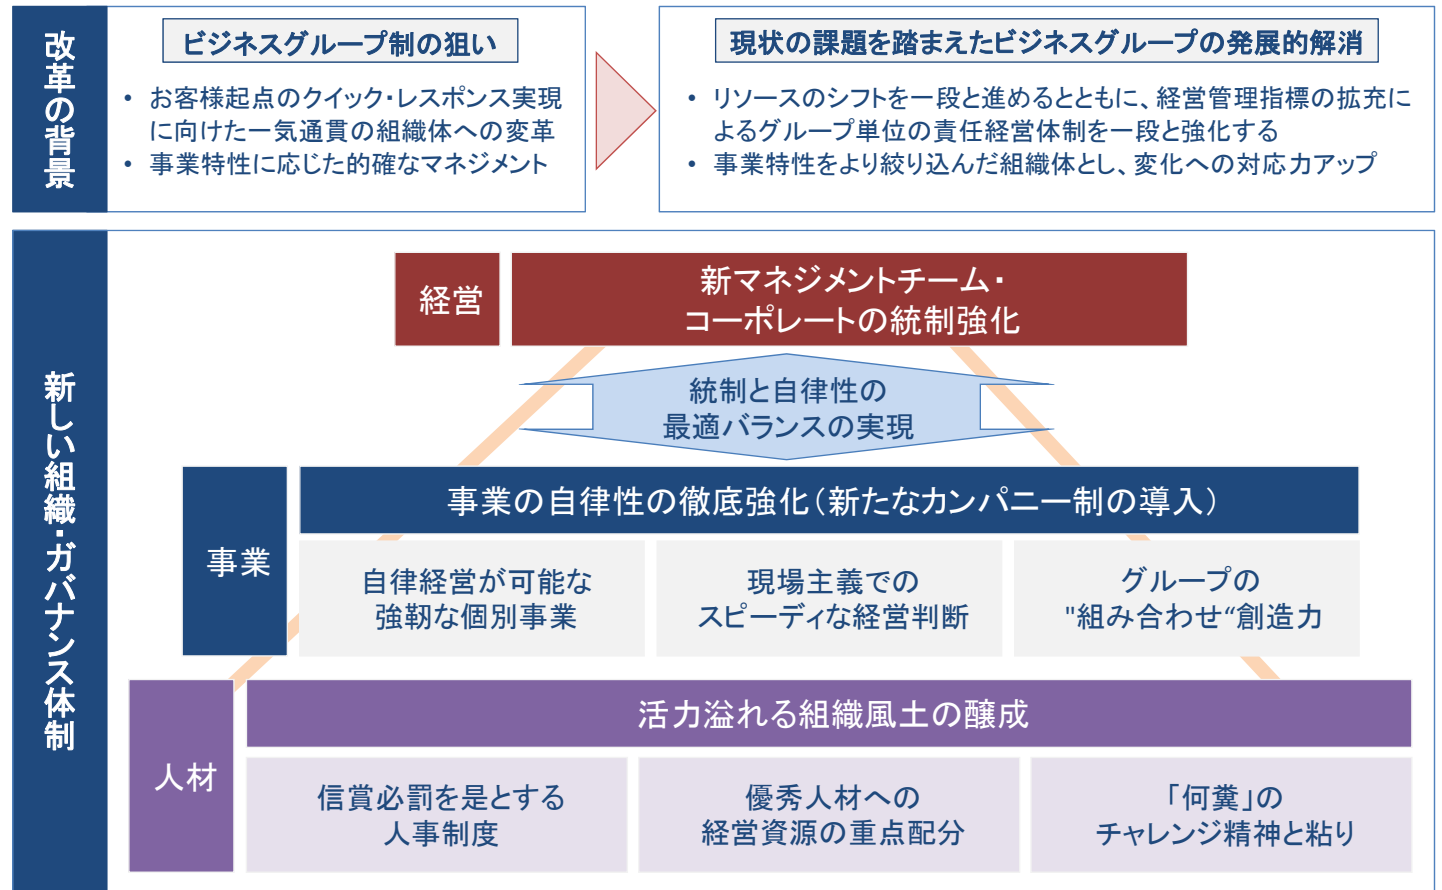 改革の背景
ビジネスグループ制の狙い
• お客様起点のクイック・レスポンス実現
に向けた一気通貫の組織体への変革
• 事業特性に応じた的確なマネジメント
現状の課題を踏まえたビジネスグループの発展的解消
• リソースのシフトを一段と進めるとともに、経営管理指標の拡充に
よるグループ単位の責任経営体制を一段と強化する
• 事業特性をより絞り込んだ組織体とし、変化への対応力アップ
新しい組織・ガバナンス体制
経営
新マネジメントチーム・
コーポレートの統制強化
統制と自律性の
最適バランスの実現
事業
事業の自律性の徹底強化（新たなカンパニー制の導入）
自律経営が可能な
強靭な個別事業
現場主義での
スピーディな経営判断
グループの
"組み合わせ“創造力
人材
活力溢れる組織風土の醸成
信賞必罰を是とする
人事制度
優秀人材への
経営資源の重点配分
「何糞」の
チャレンジ精神と粘り